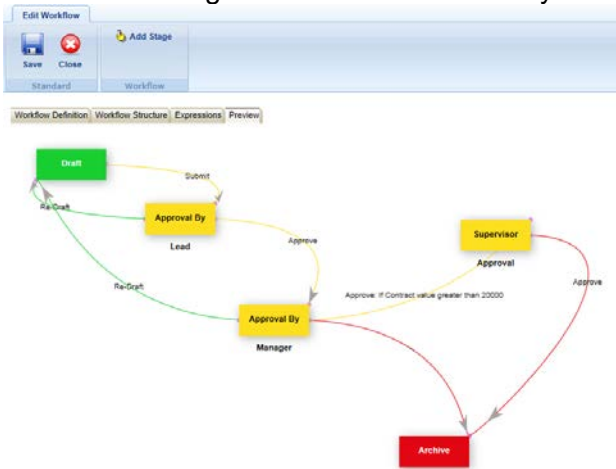 Edit Workflow
Add Stage
Save Close
Standard Workflow
Workflow Definition Workflow Structure Expressions Preview
Draft
Submit
Re-Draft
Approval By
Lead
Supervisor
Approval
Approve
Approve
Re-Draft
Approve: If Contract value greater than 20000
Approval By
Manager
Archive